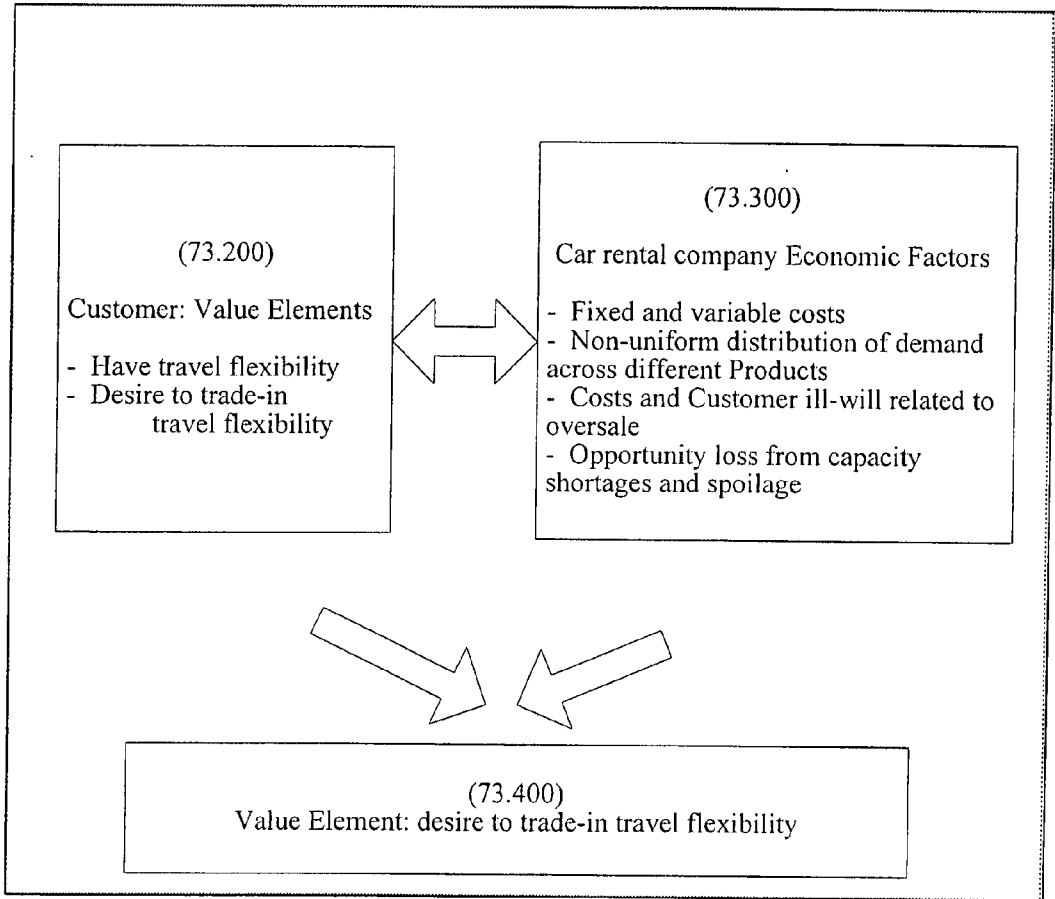 (73.200)
Customer: Value Elements
- Have travel flexibility
- Desire to trade-in
travel flexibility
(73.300)
Car rental company Economic Factors
- Fixed and variable costs
- Non-uniform distribution of demand
across different Products
- Costs and Customer ill-will related to
oversale
- Opportunity loss from capacity
shortages and spoilage
(73.400)
Value Element: desire to trade-in travel flexibility